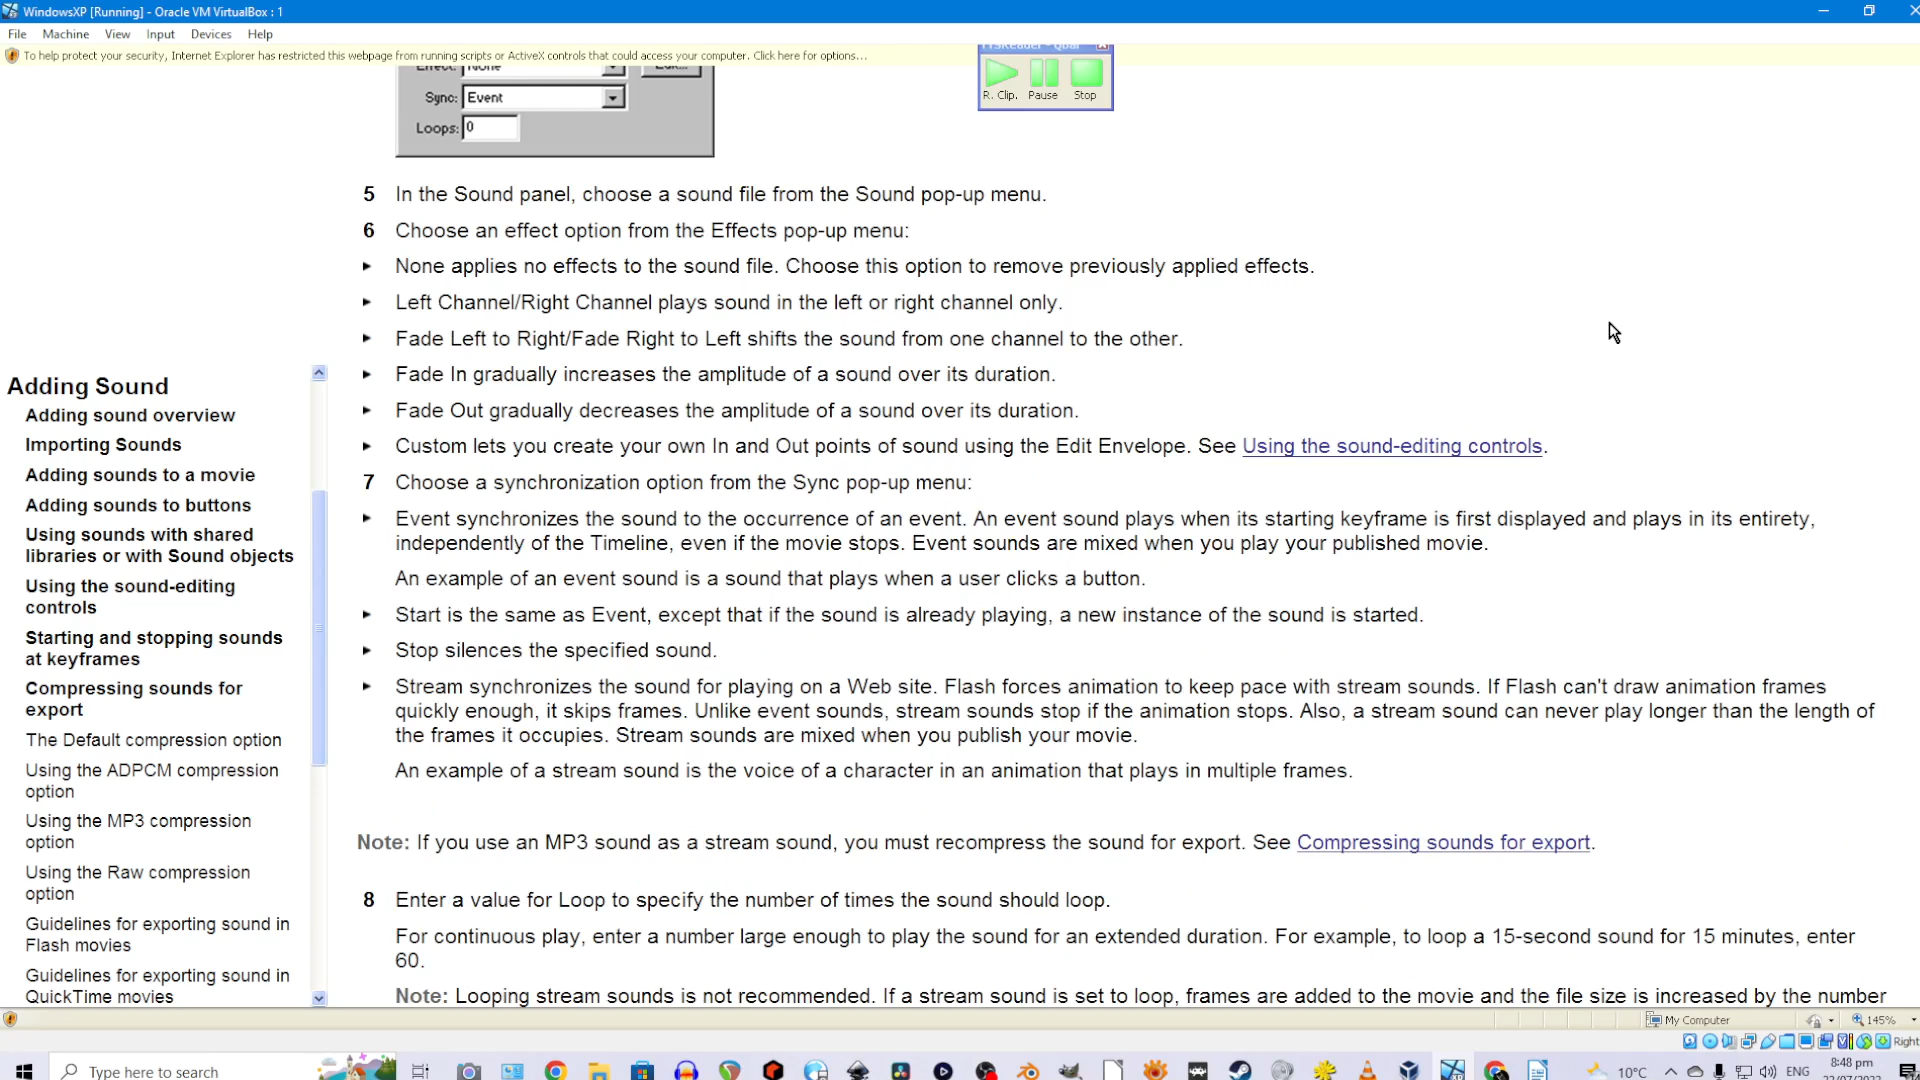 WindowsXP [Running] - Oracle VM VirtualBox : 1
File Machine View Input Devices Help
To help protect your security, Internet Explorer has restricted this webpage from running scripts or ActiveX controls that could access your computer. Click here for options...
Effect: None
Sync: Event
Loops: 0
R. Clip. Pause Stop
5 In the Sound panel, choose a sound file from the Sound pop-up menu.
6 Choose an effect option from the Effects pop-up menu:
None applies no effects to the sound file. Choose this option to remove previously applied effects.
Left Channel/Right Channel plays sound in the left or right channel only.
Fade Left to Right/Fade Right to Left shifts the sound from one channel to the other.
Fade In gradually increases the amplitude of a sound over its duration.
Fade Out gradually decreases the amplitude of a sound over its duration.
Custom lets you create your own In and Out points of sound using the Edit Envelope. See Using the sound-editing controls.
7 Choose a synchronization option from the Sync pop-up menu:
Event synchronizes the sound to the occurrence of an event. An event sound plays when its starting keyframe is first displayed and plays in its entirety,
independently of the Timeline, even if the movie stops. Event sounds are mixed when you play your published movie.
An example of an event sound is a sound that plays when a user clicks a button.
Start is the same as Event, except that if the sound is already playing, a new instance of the sound is started.
Stop silences the specified sound.
Stream synchronizes the sound for playing on a Web site. Flash forces animation to keep pace with stream sounds. If Flash can't draw animation frames
quickly enough, it skips frames. Unlike event sounds, stream sounds stop if the animation stops. Also, a stream sound can never play longer than the length of
the frames it occupies. Stream sounds are mixed when you publish your movie.
An example of a stream sound is the voice of a character in an animation that plays in multiple frames.
Note: If you use an MP3 sound as a stream sound, you must recompress the sound for export. See Compressing sounds for export.
8 Enter a value for Loop to specify the number of times the sound should loop.
For continuous play, enter a number large enough to play the sound for an extended duration. For example, to loop a 15-second sound for 15 minutes, enter
60.
Note: Looping stream sounds is not recommended. If a stream sound is set to loop, frames are added to the movie and the file size is increased by the number
Adding Sound
Adding sound overview
Importing Sounds
Adding sounds to a movie
Adding sounds to buttons
Using sounds with shared
libraries or with Sound objects
Using the sound-editing
controls
Starting and stopping sounds
at keyframes
Compressing sounds for
export
The Default compression option
Using the ADPCM compression
option
Using the MP3 compression
option
Using the Raw compression
option
Guidelines for exporting sound in
Flash movies
Guidelines for exporting sound in
QuickTime movies
My Computer
145%
Right
Type here to search
10°C
ENG
8:48 pm